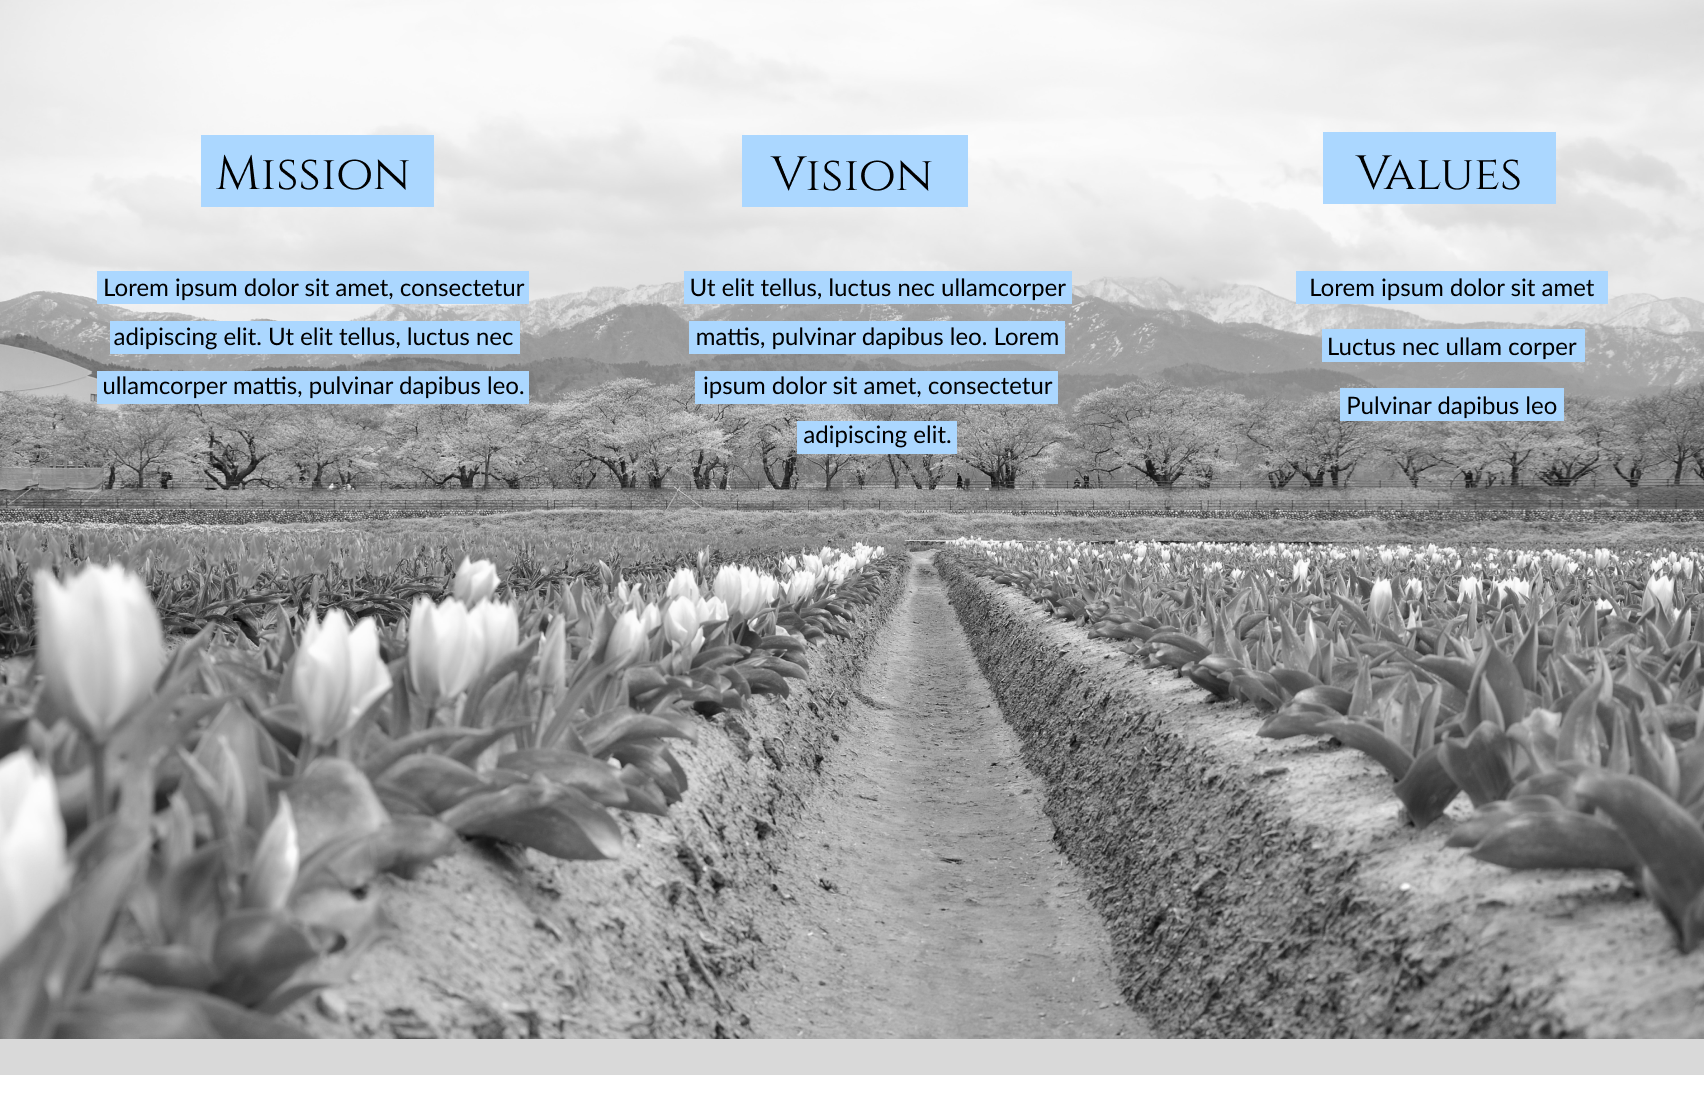 Mission
Lorem ipsum dolor sit amet, consectetur
adipiscing elit. Ut elit tellus, luctus nec
ullamcorper mattis, pulvinar dapibus leo.
Vision
Ut elit tellus, luctus nec ullamcorper
mattis, pulvinar dapibus leo. Lorem
ipsum dolor sit amet, consectetur
adipiscing elit.
Values
Lorem ipsum dolor sit amet
Luctus nec ullam corper
Pulvinar dapibus leo